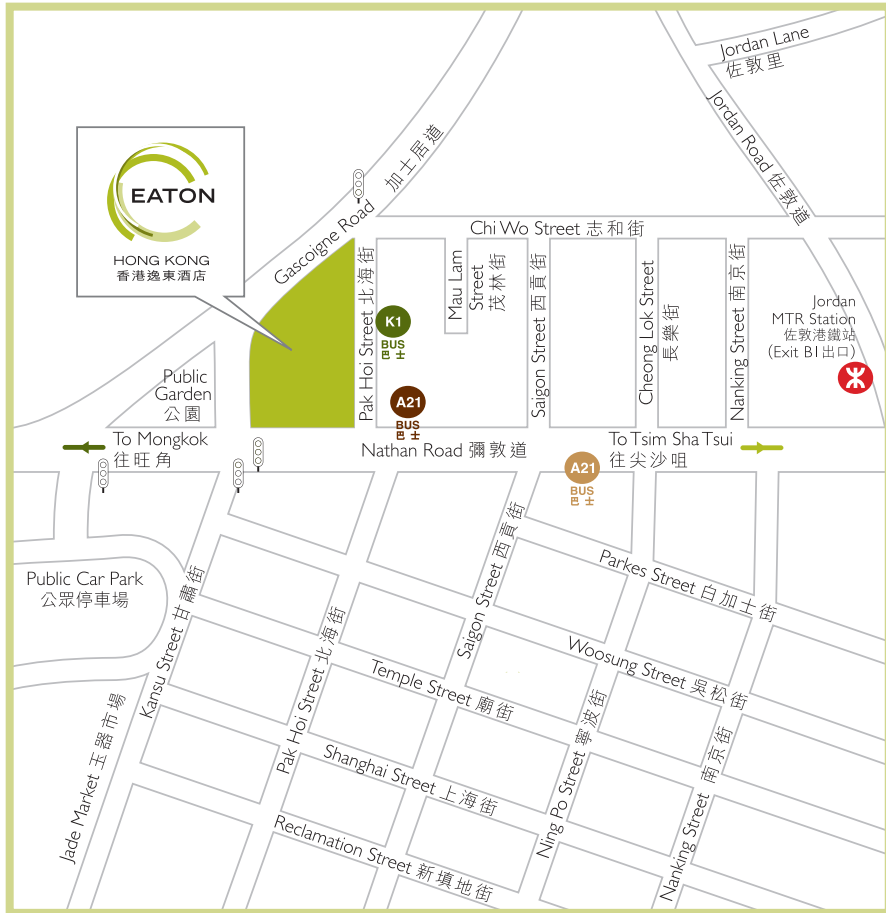 Jordan Lane
佐敦里
Jordan Road 佐敦道
EATON
HONG KONG
香港逸東酒店
Gascoigne Road 加士居道
Chi Wo Street 志和街
Pak Hoi Street 北海街
Mau Lam
Street
茂林街
Saigon Street 西貢街
Cheong Lok Street
長樂街
Nanking Street 南京街
Jordan
MTR Station
佐敦港鐵站
(Exit B1出口)
K1
BUS
巴士
Public
Garden
公園
A21
BUS
巴士
To Mongkok
往旺角
Nathan Road 彌敦道
To Tsim Sha Tsui
往尖沙咀
A21
BUS
巴士
Public Car Park
公眾停車場
Kansu Street 甘肅街
Jade Market 玉器市場
Pak Hoi Street 北海街
Saigon Street 西貢街
Parkes Street 白加士街
Woosung Street 吳松街
Temple Street 廟街
Shanghai Street 上海街
Reclamation Street 新填地街
Ning Po Street 寧波街
Nanking Street 南京街